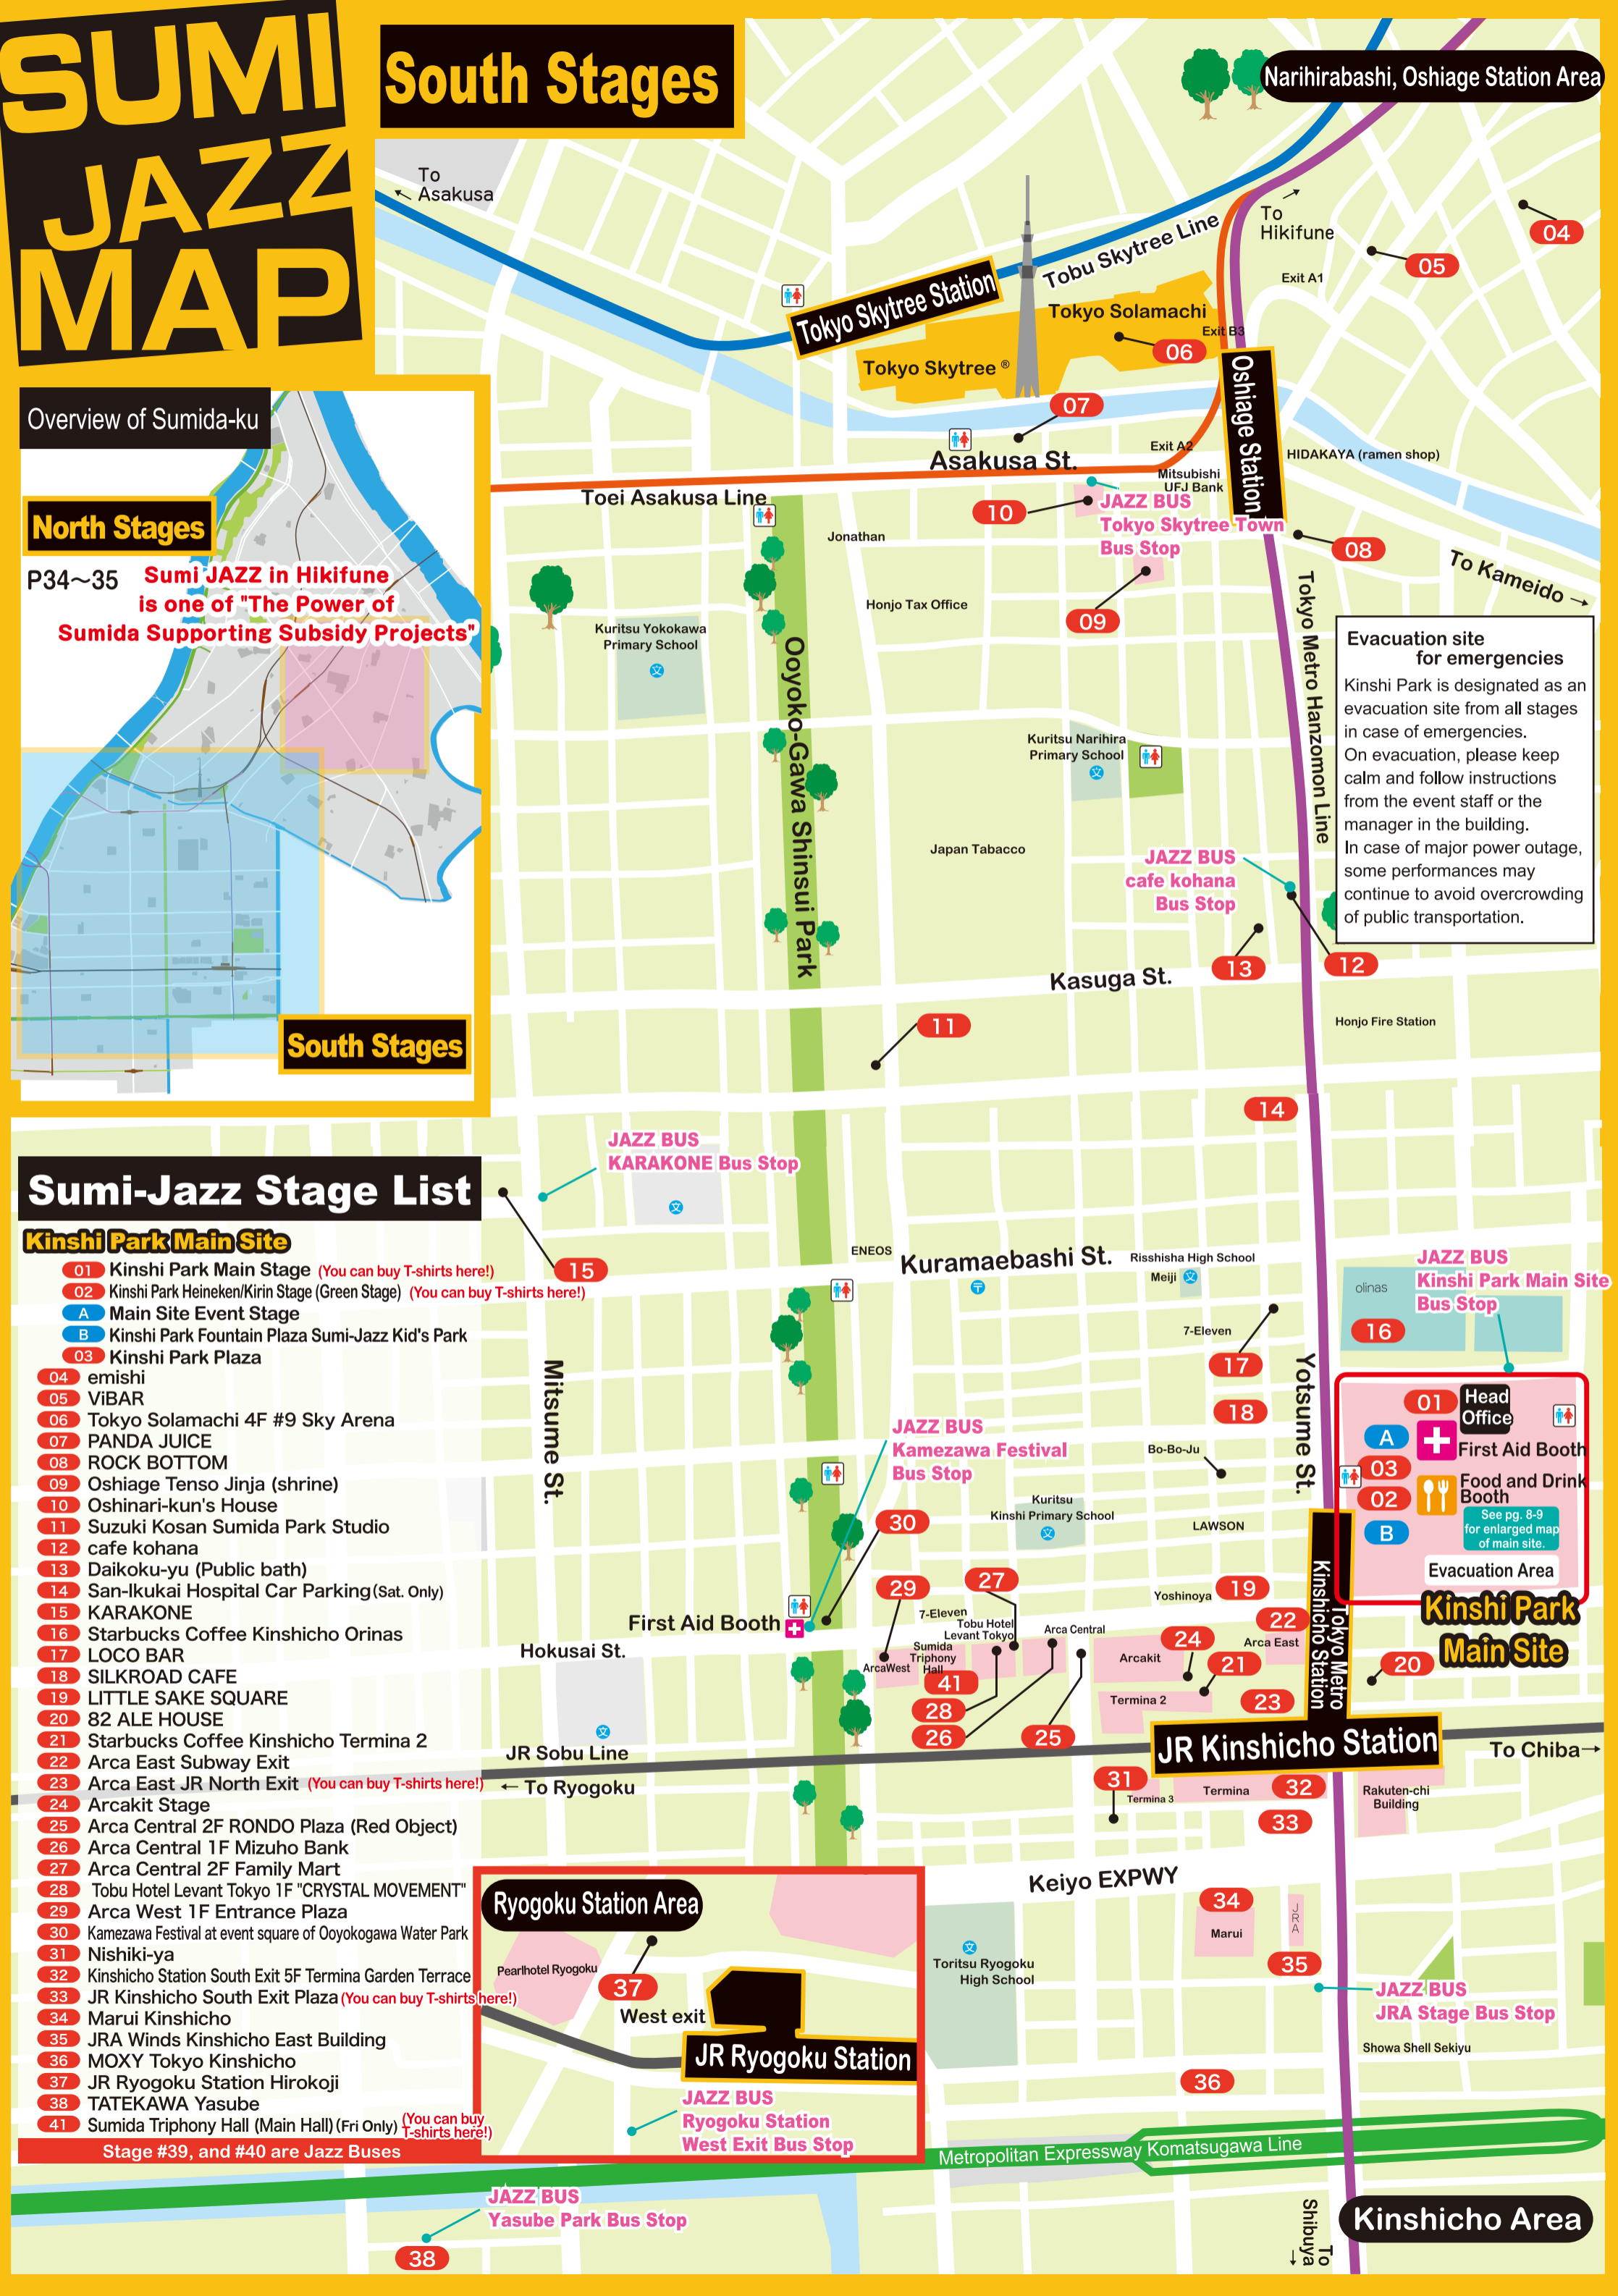 SUMI
JAZZ
MAP
South Stages
Narihirabashi, Oshiage Station Area
To
Asakusa
To
Hikifune
04
05
Exit A1
Tobu Skytree Line
Tokyo Skytree Station
Tokyo Solamachi
Exit B3
06
Tokyo Skytree ®
Oshiage Station
07
Exit A2
Asakusa St.
HIDAKAYA (ramen shop)
Mitsubishi
UFJ Bank
Toei Asakusa Line
10
JAZZ BUS
Tokyo Skytree Town
Bus Stop
Jonathan
08
To Kameido
Honjo Tax Office
09
Kuritsu Yokokawa
Primary School
文
Ooyoko-Gawa Shinsui Park
Tokyo Metro Hanzomon Line
Evacuation site
for emergencies
Kinshi Park is designated as an
evacuation site from all stages
in case of emergencies.
On evacuation, please keep
calm and follow instructions
from the event staff or the
manager in the building.
In case of major power outage,
some performances may
continue to avoid overcrowding
of public transportation.
Kuritsu Narihira
Primary School
文
Japan Tabacco
JAZZ BUS
cafe kohana
Bus Stop
13
12
Kasuga St.
Honjo Fire Station
11
14
Overview of Sumida-ku
North Stages
P34～35
Sumi JAZZ in Hikifune
is one of "The Power of
Sumida Supporting Subsidy Projects"
South Stages
JAZZ BUS
KARAKONE Bus Stop
文
15
ENEOS
Kuramaebashi St.
Risshisha High School
Meiji
文
〒
olinas
JAZZ BUS
Kinshi Park Main Site
Bus Stop
16
7-Eleven
17
18
Mitsume St.
Yotsume St.
JAZZ BUS
Kamezawa Festival
Bus Stop
Bo-Bo-Ju
01
Head
Office
A
First Aid Booth
03
Food and Drink
Booth
02
B
See pg. 8-9
for enlarged map
of main site.
Evacuation Area
Kinshi Park
Main Site
Kuritsu
Kinshi Primary School
文
LAWSON
30
29
27
Yoshinoya
19
Tokyo Metro
Kinshicho Station
First Aid Booth
7-Eleven
Tobu Hotel
Levant Tokyo
Arca Central
22
Arca East
24
Hokusai St.
ArcaWest
Sumida
Triphony
Hall
Arcakit
21
20
41
28
26
25
Termina 2
23
文
JR Sobu Line
← To Ryogoku
JR Kinshicho Station
To Chiba→
31
Termina 3
Termina
32
Rakuten-chi
Building
33
Keiyo EXPWY
34
Marui
JRA
35
Toritsu Ryogoku
High School
文
JAZZ BUS
JRA Stage Bus Stop
Showa Shell Sekiyu
36
Metropolitan Expressway Komatsugawa Line
To
Shibuya
Kinshicho Area
Sumi-Jazz Stage List
Kinshi Park Main Site
01 Kinshi Park Main Stage (You can buy T-shirts here!)
02 Kinshi Park Heineken/Kirin Stage (Green Stage) (You can buy T-shirts here!)
A Main Site Event Stage
B Kinshi Park Fountain Plaza Sumi-Jazz Kid's Park
03 Kinshi Park Plaza
04 emishi
05 ViBAR
06 Tokyo Solamachi 4F #9 Sky Arena
07 PANDA JUICE
08 ROCK BOTTOM
09 Oshiage Tenso Jinja (shrine)
10 Oshinari-kun's House
11 Suzuki Kosan Sumida Park Studio
12 cafe kohana
13 Daikoku-yu (Public bath)
14 San-Ikukai Hospital Car Parking (Sat. Only)
15 KARAKONE
16 Starbucks Coffee Kinshicho Orinas
17 LOCO BAR
18 SILKROAD CAFE
19 LITTLE SAKE SQUARE
20 82 ALE HOUSE
21 Starbucks Coffee Kinshicho Termina 2
22 Arca East Subway Exit
23 Arca East JR North Exit (You can buy T-shirts here!)
24 Arcakit Stage
25 Arca Central 2F RONDO Plaza (Red Object)
26 Arca Central 1F Mizuho Bank
27 Arca Central 2F Family Mart
28 Tobu Hotel Levant Tokyo 1F "CRYSTAL MOVEMENT"
29 Arca West 1F Entrance Plaza
30 Kamezawa Festival at event square of Ooyokogawa Water Park
31 Nishiki-ya
32 Kinshicho Station South Exit 5F Termina Garden Terrace
33 JR Kinshicho South Exit Plaza (You can buy T-shirts here!)
34 Marui Kinshicho
35 JRA Winds Kinshicho East Building
36 MOXY Tokyo Kinshicho
37 JR Ryogoku Station Hirokoji
38 TATEKAWA Yasube
41 Sumida Triphony Hall (Main Hall) (Fri Only) (You can buy
T-shirts here!)
Stage #39, and #40 are Jazz Buses
Ryogoku Station Area
Pearlhotel Ryogoku
37
West exit
JR Ryogoku Station
JAZZ BUS
Ryogoku Station
West Exit Bus Stop
JAZZ BUS
Yasube Park Bus Stop
38